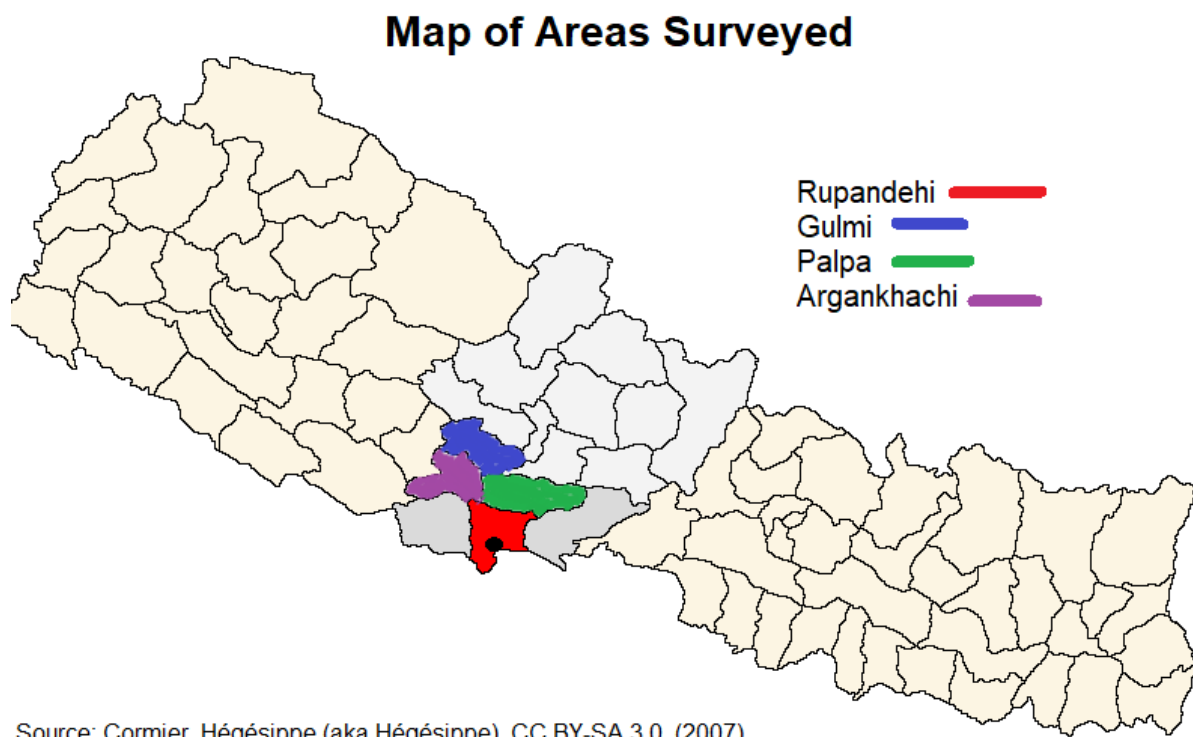 Map of Areas Surveyed
Rupandehi
Gulmi
Palpa
Argankhachi
Source: Cormier, Hégésippe (aka Hégésippe), CC BY-SA 3.0, (2007)